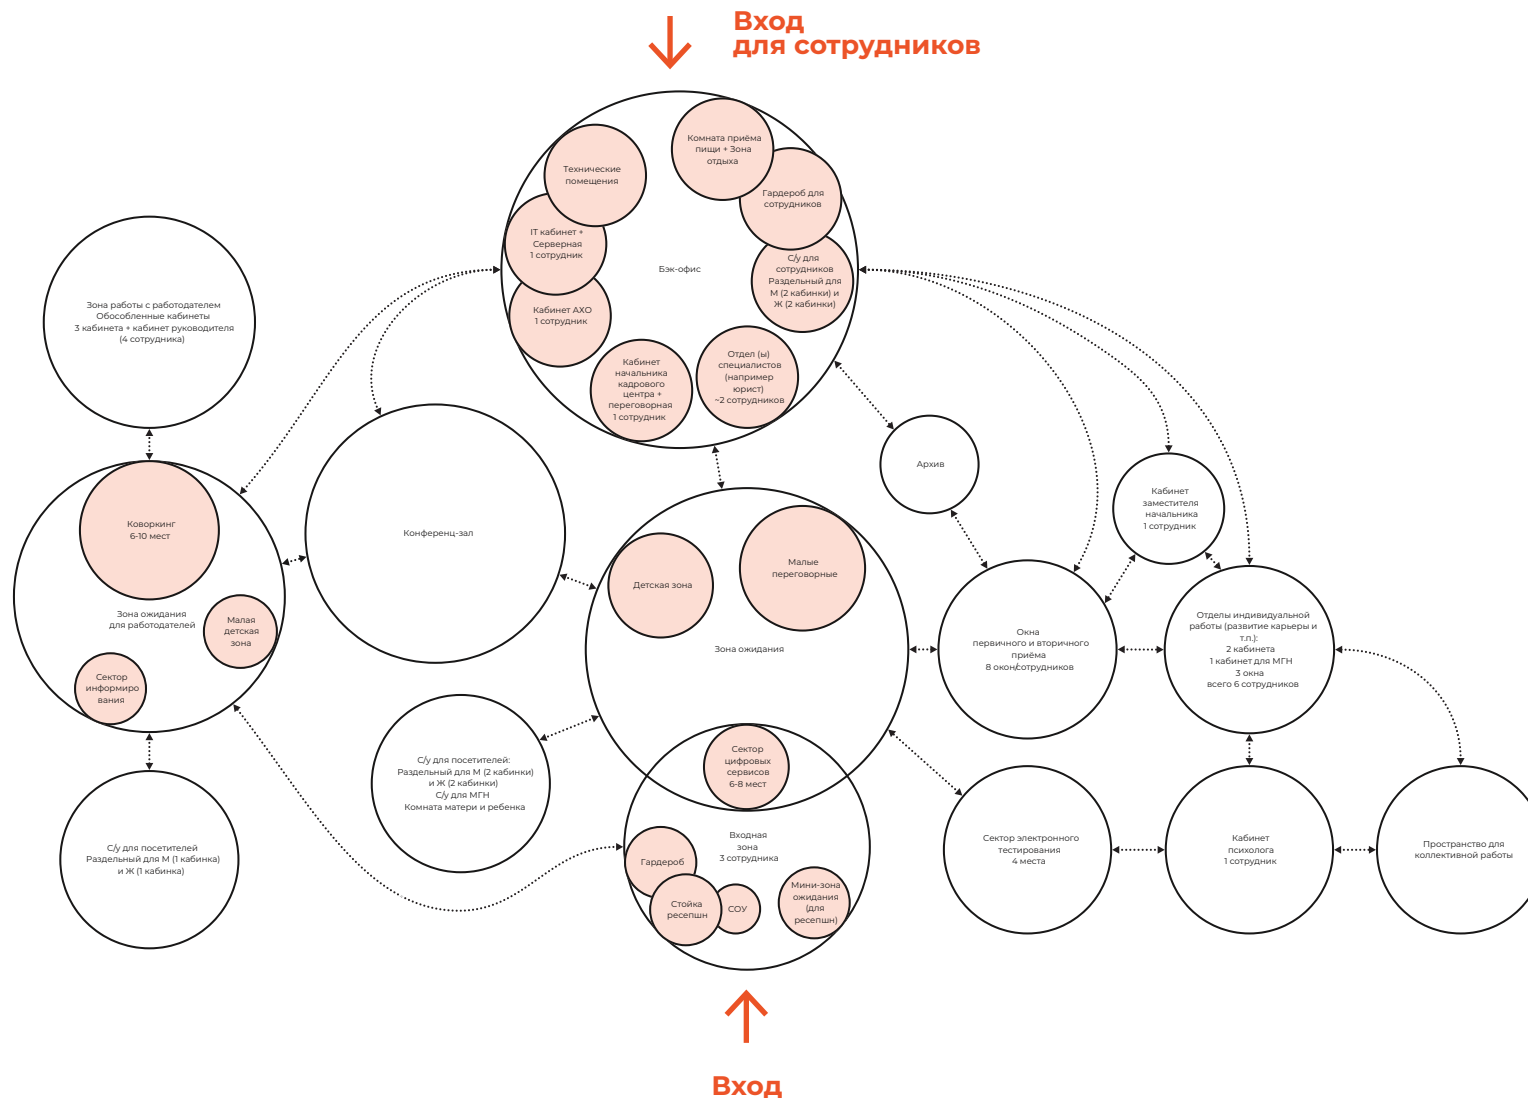 Вход
для сотрудников
Комната приёма
пищи + Зона
отдыха
Технические
помещения
Гардероб для
сотрудников
IT кабинет +
Серверная
1 сотрудник
Бэк-офис
С/у для
сотрудников
Раздельный для
М (2 кабинки) и
Ж (2 кабинки)
Кабинет АХО
1 сотрудник
Кабинет
начальника
кадрового
центра +
переговорная
1 сотрудник
Отдел (ы)
специалистов
(например
юрист)
~2 сотрудников
Зона работы с работодателем
Обособленные кабинеты
3 кабинета + кабинет руководителя
(4 сотрудника)
Архив
Кабинет
заместителя
начальника
1 сотрудник
Коворкинг
6-10 мест
Конференц-зал
Детская зона
Малые
переговорные
Зона ожидания
для работодателей
Малая
детская
зона
Сектор
информиро
вания
Зона ожидания
Окна
первичного и вторичного
приёма
8 окон/сотрудников
Отделы индивидуальной
работы (развитие карьеры и
т.п.):
2 кабинета
1 кабинет для МГН
3 окна
всего 6 сотрудников
С/у для посетителей:
Раздельный для М (2 кабинки)
и Ж (2 кабинки)
С/у для МГН
Комната матери и ребенка
Сектор
цифровых
сервисов
6-8 мест
Входная
зона
3 сотрудника
С/у для посетителей
Раздельный для М (1 кабинка)
и Ж (1 кабинка)
Гардероб
Стойка
ресепшн
СОУ
Мини-зона
ожидания
(для
ресепшн)
Сектор электронного
тестирования
4 места
Кабинет
психолога
1 сотрудник
Пространство для
коллективной работы
Вход